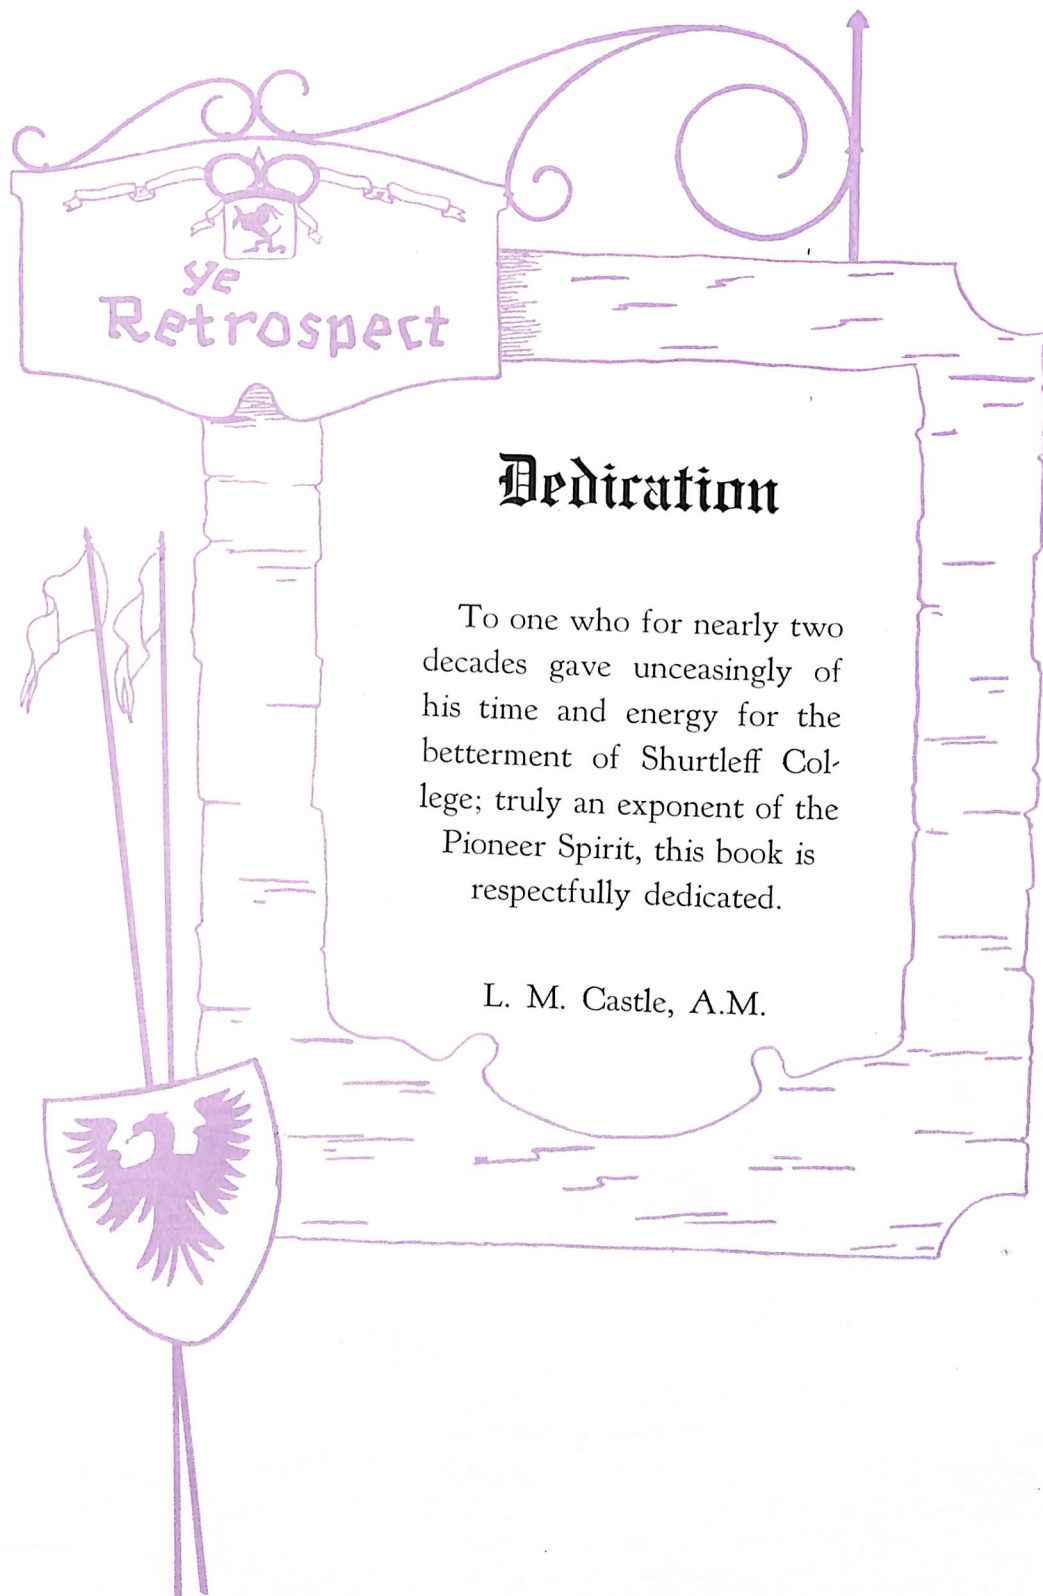 ye
Retrospect
Dedication
To one who for nearly two
decades gave unceasingly of
his time and energy for the
betterment of Shurtleff Col-
lege; truly an exponent of the
Pioneer Spirit, this book is
respectfully dedicated.
L. M. Castle, A.M.